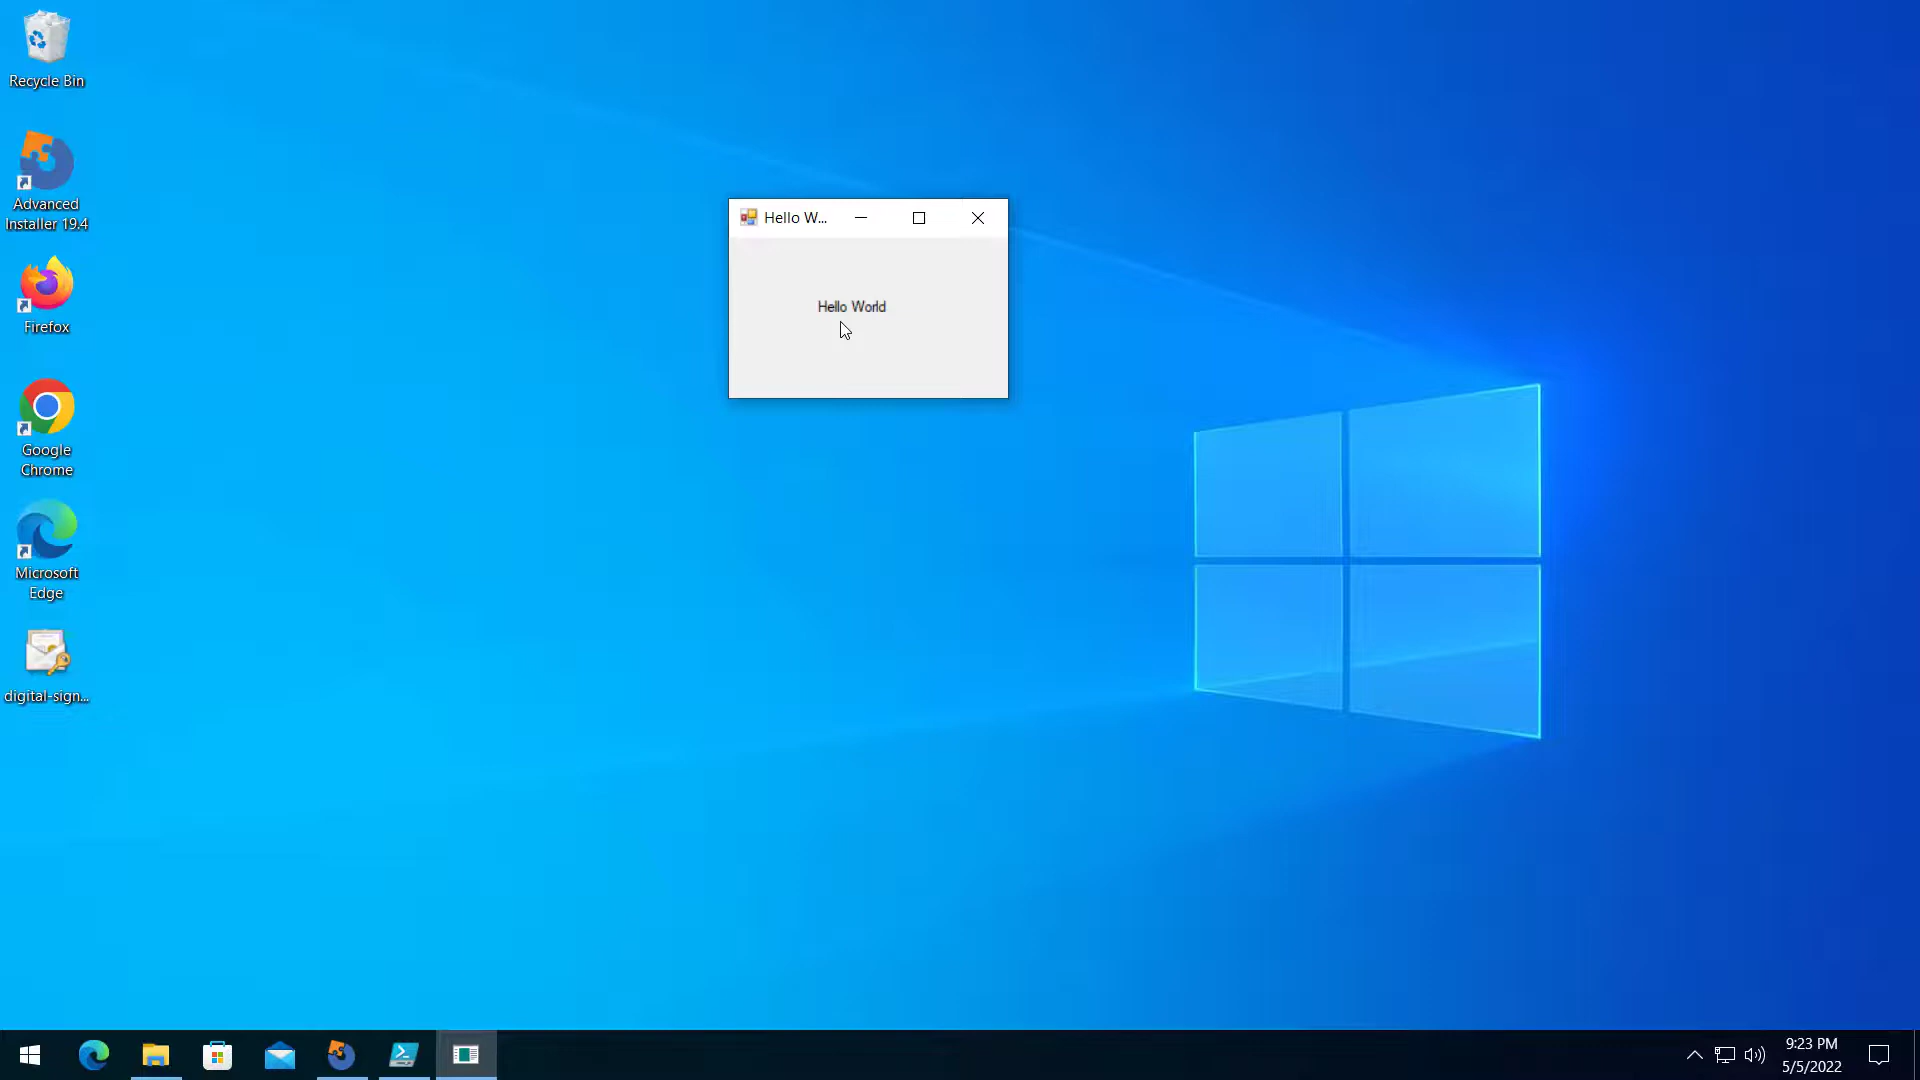 Recycle Bin
Advanced
Installer 19.4
Firefox
Google
Chrome
Microsoft
Edge
digital-sign...
Hello W...
Hello World
9:23 PM
5/5/2022